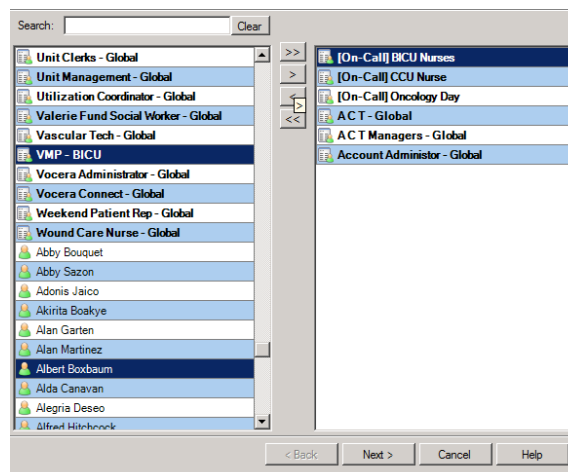 Search: Clear
Unit Clerks - Global
Unit Management - Global
Utilization Coordinator - Global
Valerie Fund Social Worker - Global
Vascular Tech - Global
VMP - BICU
Vocera Administrator - Global
Vocera Connect - Global
Weekend Patient Rep - Global
Wound Care Nurse - Global
Abby Bouquet
Abby Sazon
Adonis Jaico
Akirita Boakye
Alan Garten
Alan Martinez
Albert Boxbaum
Alda Canavan
Alegria Deseo
Alfred Hitchcock
>>
>
<
>
<<
[On-Call] BICU Nurses
[On-Call] CCU Nurse
[On-Call] Oncology Day
A C T - Global
A C T Managers - Global
Account Administor - Global
< Back Next > Cancel Help